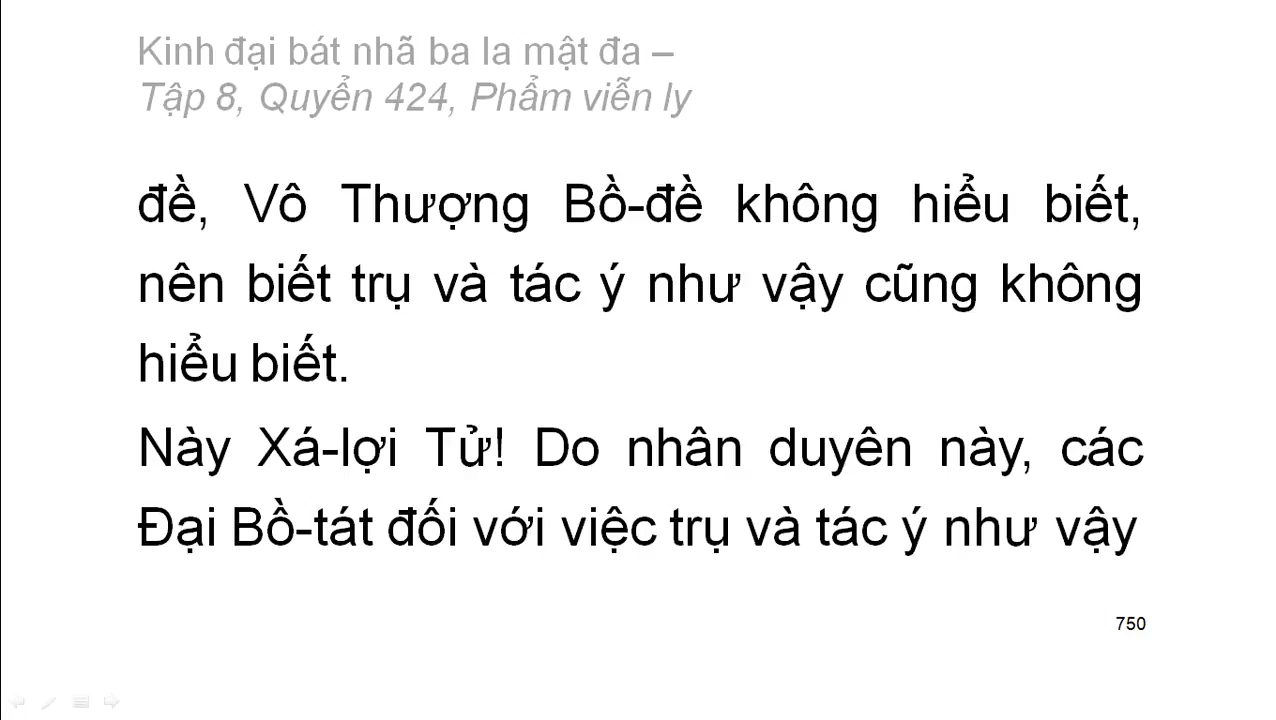 Kinh đại bát nhã ba la mật đa –
Tập 8, Quyển 424, Phẩm viễn ly
đề, Vô Thượng Bồ-đề không hiểu biết,
nên biết trụ và tác ý như vậy cũng không
hiểu biết.
Này Xá-lợi Tử! Do nhân duyên này, các
Đại Bồ-tát đối với việc trụ và tác ý như vậy
750